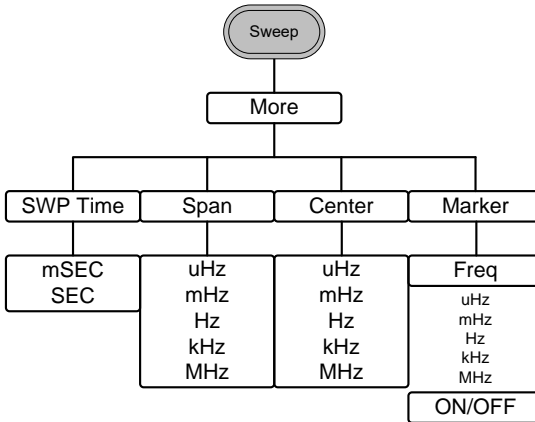 Sweep
More
SWP Time
Span
Center
Marker
mSEC
SEC
uHz
mHz
Hz
kHz
MHz
uHz
mHz
Hz
kHz
MHz
Freq
uHz
mHz
Hz
kHz
MHz
ON/OFF